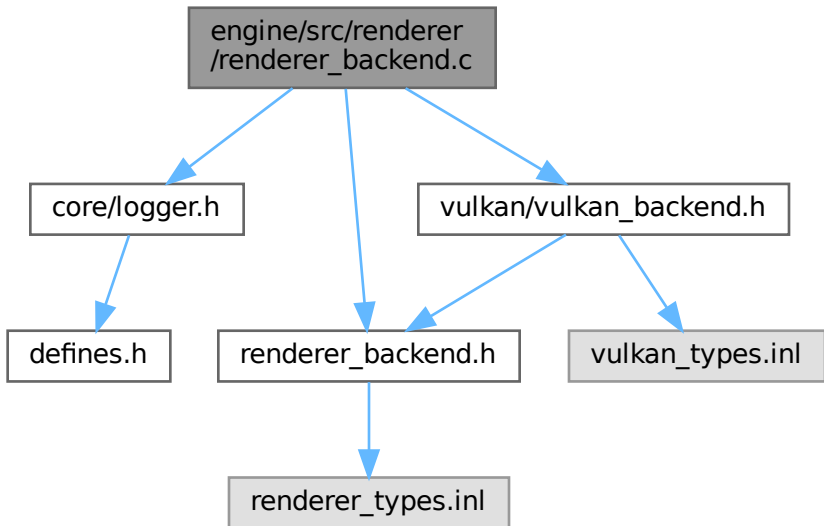 engine/src/renderer
/renderer_backend.c
core/logger.h
vulkan/vulkan_backend.h
defines.h
renderer_backend.h
vulkan_types.inl
renderer_types.inl